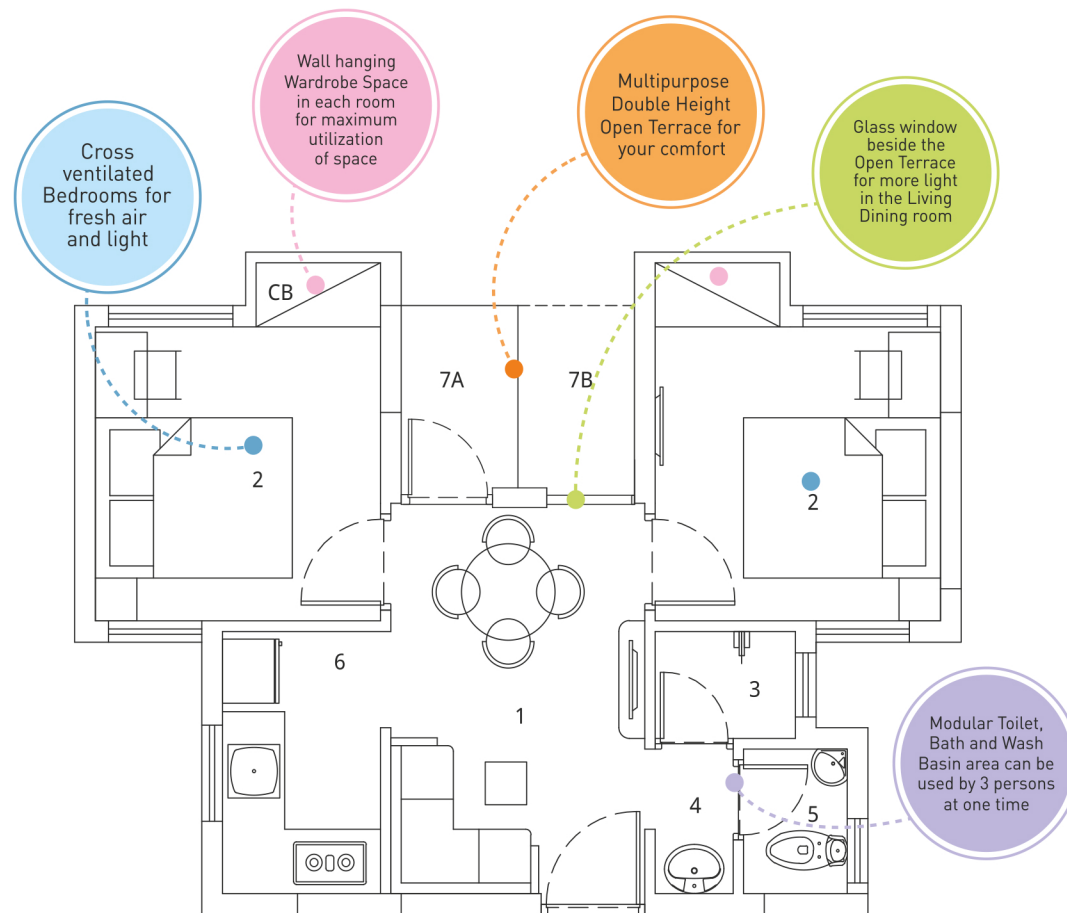 Cross
ventilated
Bedrooms for
fresh air
and light
Wall hanging
Wardrobe Space
in each room
for maximum
utilization
of space
Multipurpose
Double Height
Open Terrace for
your comfort
Glass window
beside the
Open Terrace
for more light
in the Living
Dining room
CB
7A
7B
2
2
6
1
3
4
5
Modular Toilet,
Bath and Wash
Basin area can be
used by 3 persons
at one time